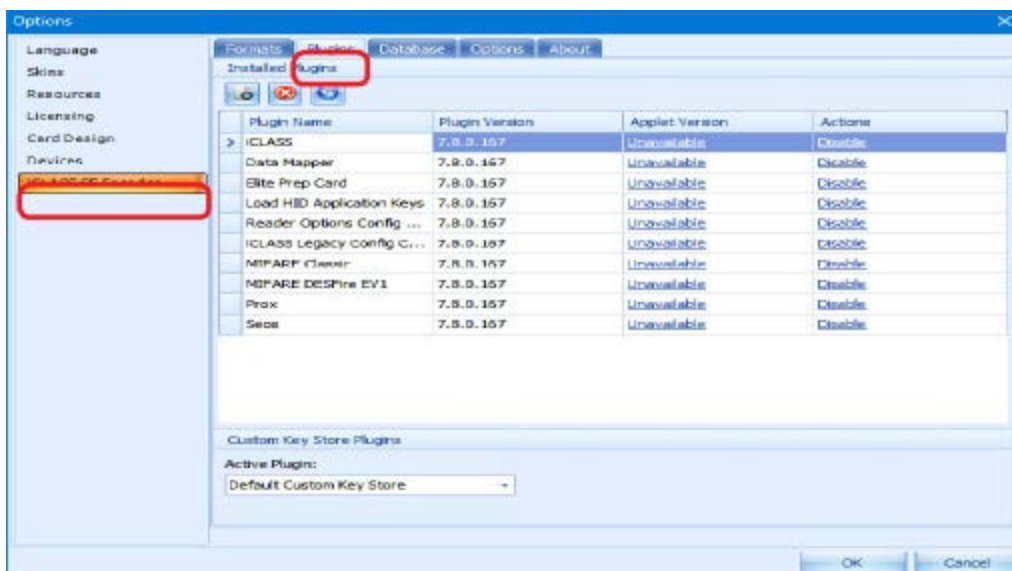 Options
Language
Skins
Resources
Licensing
Card Design
Devices
iCLASS SE Encoder
Formats Plugins Database Options About
Installed Plugins
Plugin Name Plugin Version Applet Version Actions
iCLASS 7.8.0.167 Unavailable Disable
Data Mapper 7.8.0.167 Unavailable Disable
Elite Prep Card 7.8.0.167 Unavailable Disable
Load HID Application Keys 7.8.0.167 Unavailable Disable
Reader Options Config ... 7.8.0.167 Unavailable Disable
iCLASS Legacy Config C... 7.8.0.167 Unavailable Disable
MIFARE Classic 7.8.0.167 Unavailable Disable
MIFARE DESFire EV1 7.8.0.167 Unavailable Disable
Prox 7.8.0.167 Unavailable Disable
Seos 7.8.0.167 Unavailable Disable
Custom Key Store Plugins
Active Plugin:
Default Custom Key Store
OK Cancel